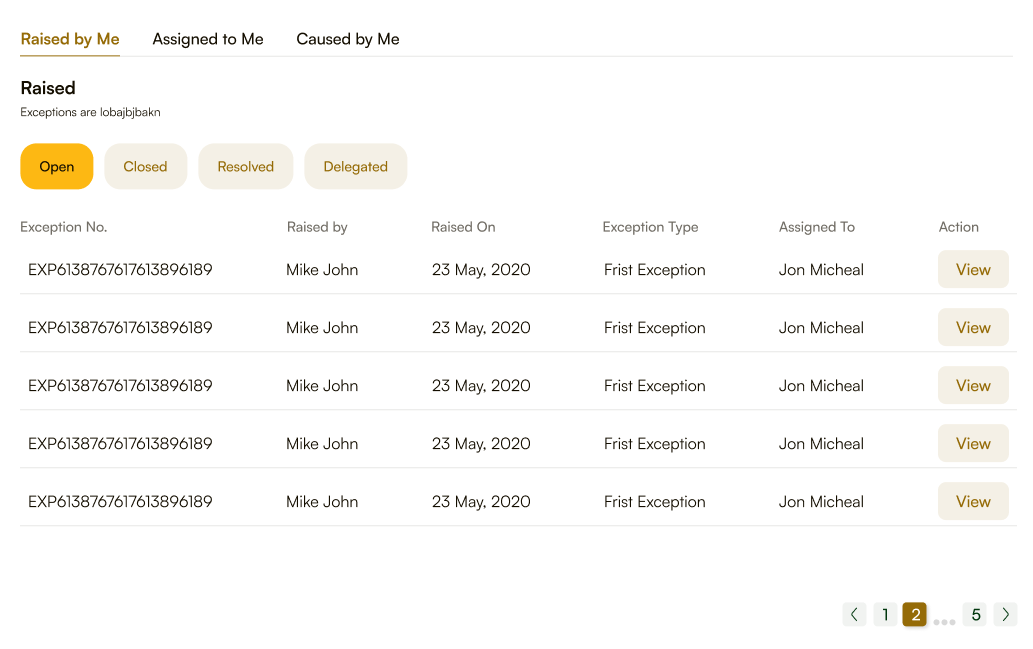 Raised by Me Assigned to Me Caused by Me
Raised
Exceptions are lobajbjbakn
Open Closed Resolved Delegated
Exception No. Raised by Raised On Exception Type Assigned To Action
EXP6138767617613896189 Mike John 23 May, 2020 Frist Exception Jon Micheal View
EXP6138767617613896189 Mike John 23 May, 2020 Frist Exception Jon Micheal View
EXP6138767617613896189 Mike John 23 May, 2020 Frist Exception Jon Micheal View
EXP6138767617613896189 Mike John 23 May, 2020 Frist Exception Jon Micheal View
EXP6138767617613896189 Mike John 23 May, 2020 Frist Exception Jon Micheal View
1 2 ... 5